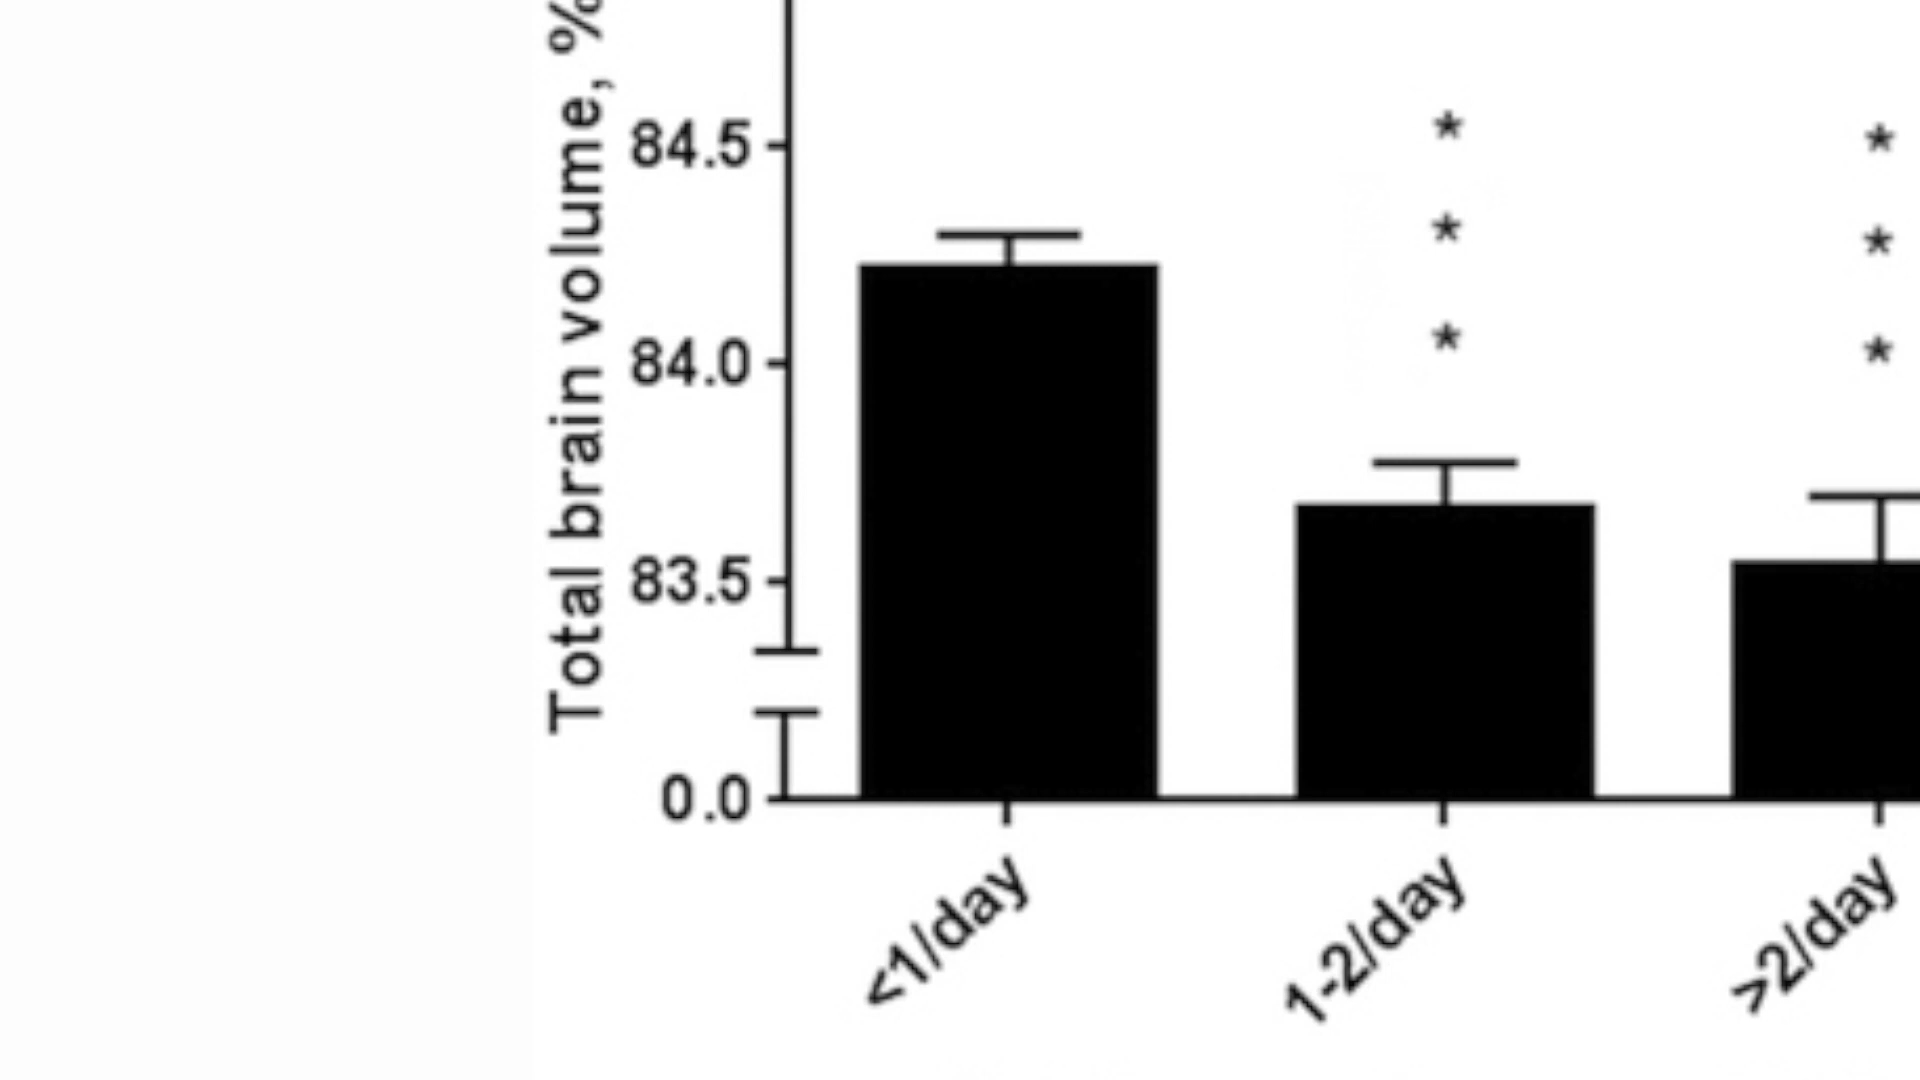 Total brain volume, %
84.5
84.0
83.5
0.0
*
*
*
*
*
*
<1/day
1-2/day
>2/day